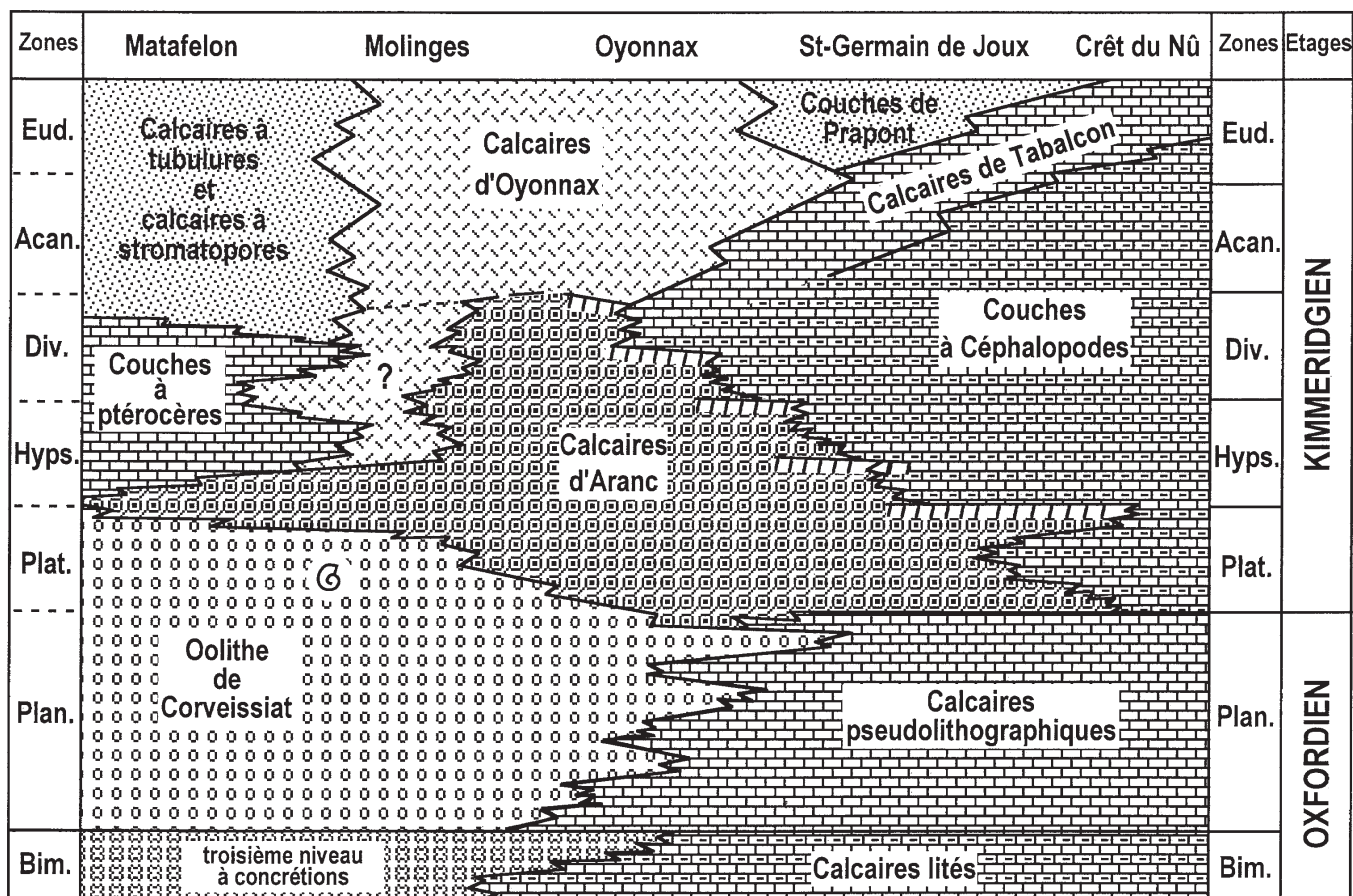 Zones Matafelon Molinges Oyonnax St-Germain de Joux Crêt du Nû Zones Etages
Eud.
Acan.
Div.
Hyps.
Plat.
Plan.
Bim.
Calcaires à
tubulures
et
calcaires à
stromatopores
Calcaires
d'Oyonnax
Couches de
Prapont
Calcaires de Tabalcon
Couches
à
ptérocères
?
Calcaires
d'Aranc
Couches
à Céphalopodes
Oolithe
de
Corveissiat
Calcaires
pseudolithographiques
troisième niveau
à concrétions
Calcaires lités
Eud.
Acan.
Div.
Hyps.
Plat.
Plan.
Bim.
KIMMERIDGIEN
OXFORDIEN